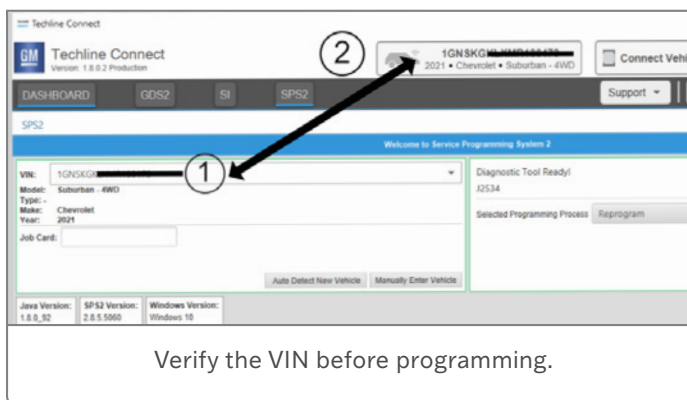 Techline Connect
GM Techline Connect
Version: 1.8.0.2 Production
2
1GNSKG
2021 • Chevrolet • Suburban - 4WD
Connect Vehi
DASHBOARD GDS2 SI SPS2
Support
SPS2
Welcome to Service Programming System 2
VIN: 1GNSKGK
1
Model: Suburban - 4WD
Type: -
Make: Chevrolet
Year: 2021
Job Card:
Auto Detect New Vehicle Manually Enter Vehicle
Diagnostic Tool Ready!
J2534
Selected Programming Process Reprogram
Java Version: SPS2 Version: Windows Version:
1.8.0_92 2.8.5.5060 Windows 10
Verify the VIN before programming.